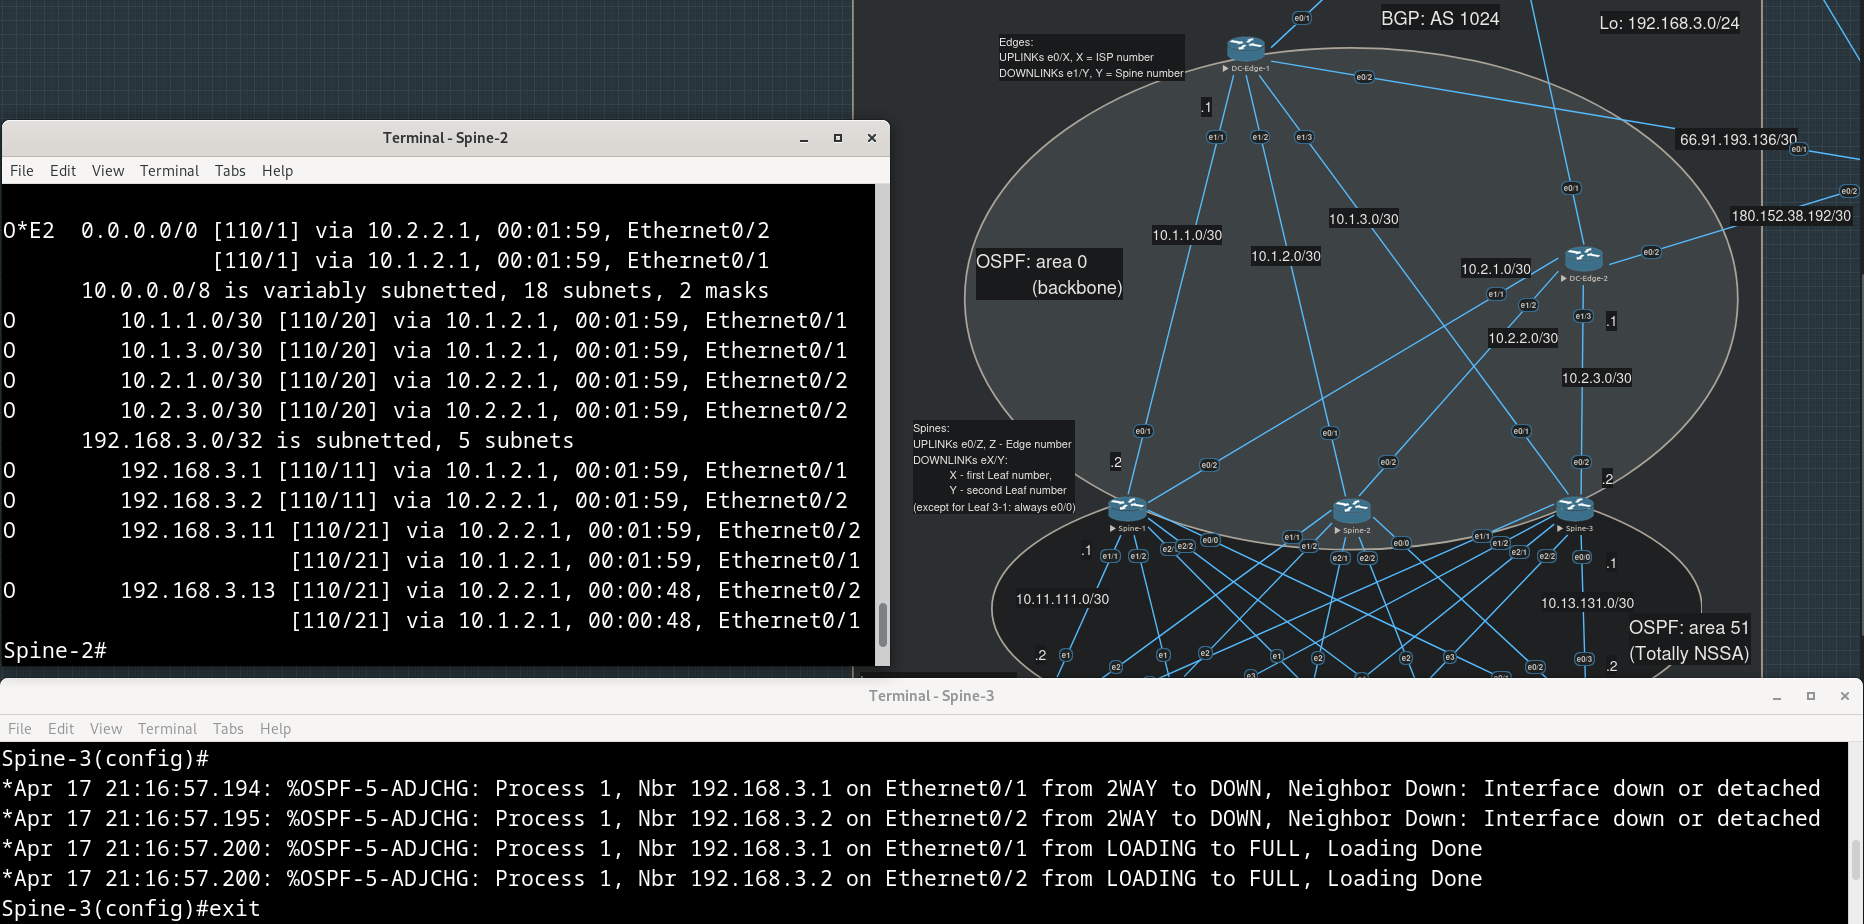 BGP: AS 1024
Lo: 192.168.3.0/24
e0/1
Edges:
UPLINKs e0/X, X = ISP number
DOWNLINKs e1/Y, Y = Spine number
DC-Edge-1
e0/2
.1
e1/1
e1/2
e1/3
66.91.193.136/30
e0/1
e0/1
e0/2
180.152.38.192/30
10.1.3.0/30
10.1.1.0/30
10.1.2.0/30
OSPF: area 0
(backbone)
10.2.1.0/30
e0/2
DC-Edge-2
e1/1
e1/2
e1/3
.1
10.2.2.0/30
10.2.3.0/30
Spines:
UPLINKs e0/Z, Z - Edge number
DOWNLINKs eX/Y:
X - first Leaf number,
Y - second Leaf number
(except for Leaf 3-1: always e0/0)
e0/1
e0/1
e0/1
.2
e0/2
e0/2
e0/2
.2
Spine-1
Spine-2
Spine-3
.1
e1/1
e1/2
e2/2
e0/0
e1/1
e1/2
e2/1
e2/2
e0/0
e1/1
e1/2
e2/1
e2/2
e0/0
.1
10.11.111.0/30
10.13.131.0/30
OSPF: area 51
(Totally NSSA)
.2
e1
e2
e1
e2
e1
e2
e2
e3
e0/2
e0/3
.2
Terminal - Spine-2
File Edit View Terminal Tabs Help
O*E2 0.0.0.0/0 [110/1] via 10.2.2.1, 00:01:59, Ethernet0/2
[110/1] via 10.1.2.1, 00:01:59, Ethernet0/1
10.0.0.0/8 is variably subnetted, 18 subnets, 2 masks
O 10.1.1.0/30 [110/20] via 10.1.2.1, 00:01:59, Ethernet0/1
O 10.1.3.0/30 [110/20] via 10.1.2.1, 00:01:59, Ethernet0/1
O 10.2.1.0/30 [110/20] via 10.2.2.1, 00:01:59, Ethernet0/2
O 10.2.3.0/30 [110/20] via 10.2.2.1, 00:01:59, Ethernet0/2
192.168.3.0/32 is subnetted, 5 subnets
O 192.168.3.1 [110/11] via 10.1.2.1, 00:01:59, Ethernet0/1
O 192.168.3.2 [110/11] via 10.2.2.1, 00:01:59, Ethernet0/2
O 192.168.3.11 [110/21] via 10.2.2.1, 00:01:59, Ethernet0/2
[110/21] via 10.1.2.1, 00:01:59, Ethernet0/1
O 192.168.3.13 [110/21] via 10.2.2.1, 00:00:48, Ethernet0/2
[110/21] via 10.1.2.1, 00:00:48, Ethernet0/1
Spine-2#
Terminal - Spine-3
File Edit View Terminal Tabs Help
Spine-3(config)#
*Apr 17 21:16:57.194: %OSPF-5-ADJCHG: Process 1, Nbr 192.168.3.1 on Ethernet0/1 from 2WAY to DOWN, Neighbor Down: Interface down or detached
*Apr 17 21:16:57.195: %OSPF-5-ADJCHG: Process 1, Nbr 192.168.3.2 on Ethernet0/2 from 2WAY to DOWN, Neighbor Down: Interface down or detached
*Apr 17 21:16:57.200: %OSPF-5-ADJCHG: Process 1, Nbr 192.168.3.1 on Ethernet0/1 from LOADING to FULL, Loading Done
*Apr 17 21:16:57.200: %OSPF-5-ADJCHG: Process 1, Nbr 192.168.3.2 on Ethernet0/2 from LOADING to FULL, Loading Done
Spine-3(config)#exit